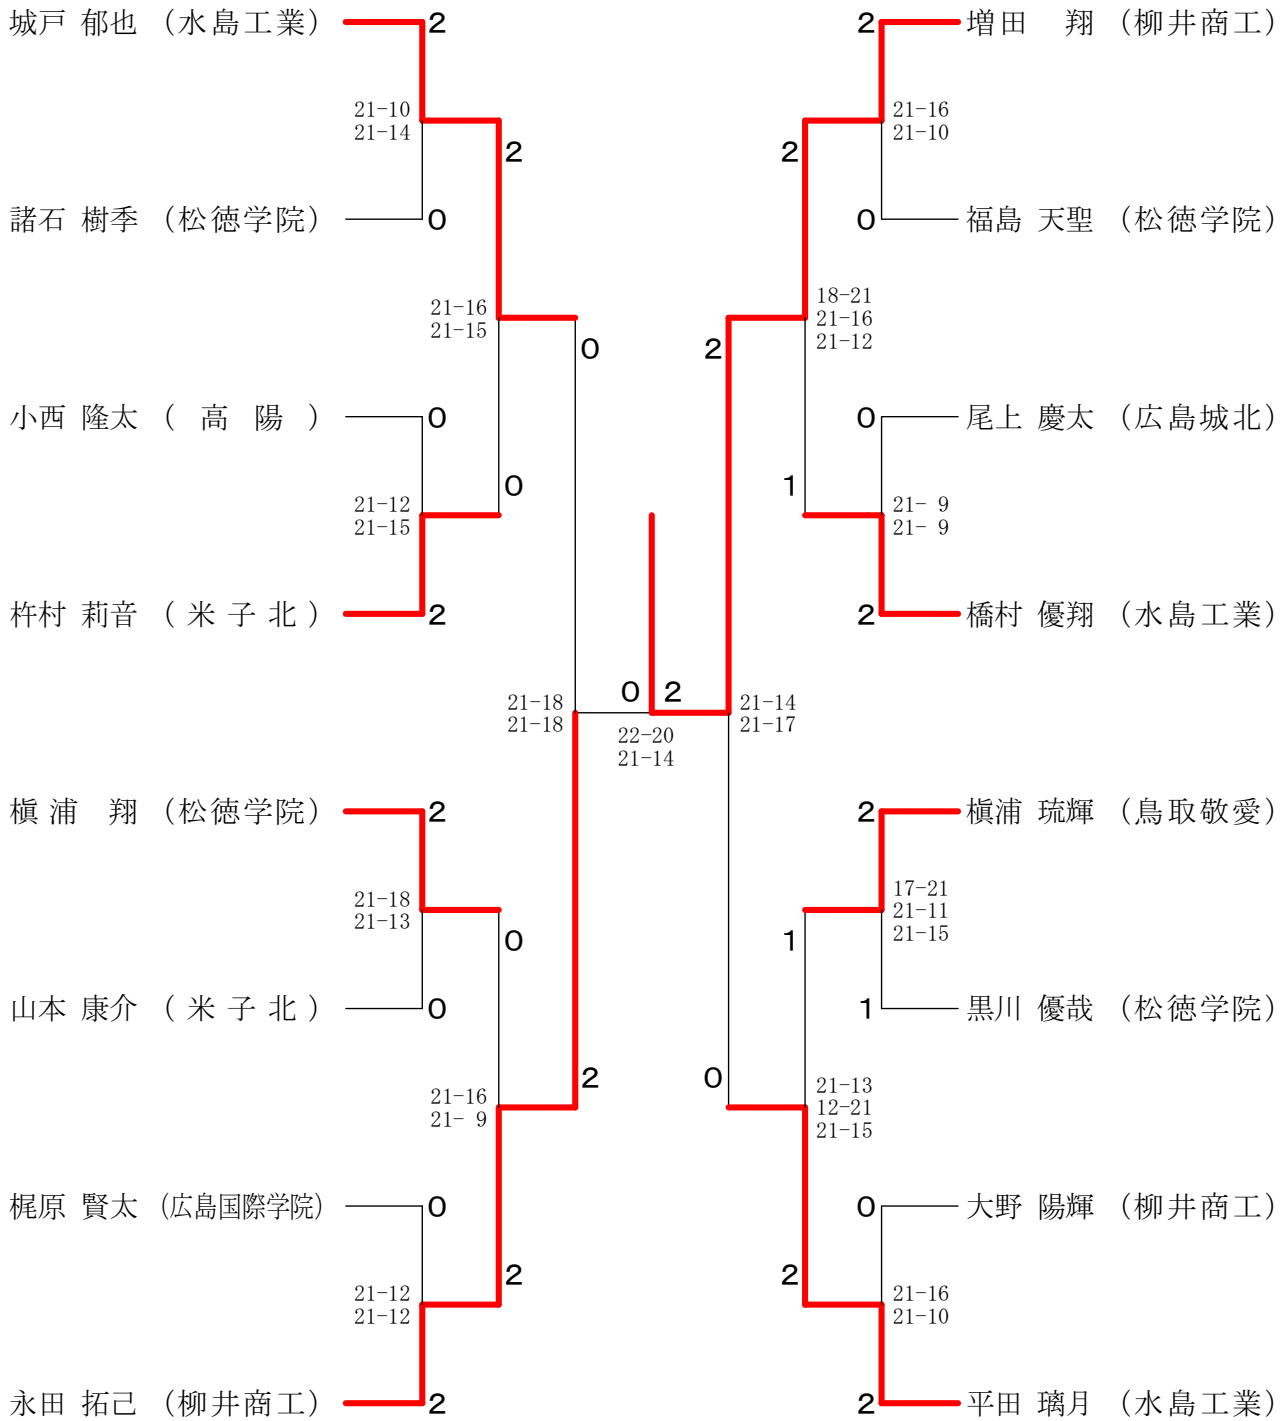 城戸 郁也 （水島工業） 2 2 増田　翔 （柳井商工）
21-10 21-16
21-14 21-10
2 2
諸石 樹季 （松徳学院） 0 0 福島 天聖 （松徳学院）
18-21
21-16 21-16
21-15 21-12
0 2
小西 隆太 （ 高　陽 ） 0 0 尾上 慶太 （広島城北）
0 1
21-12 21- 9
21-15 21- 9
杵村 莉音 （ 米 子 北 ） 2 2 橋村 優翔 （水島工業）
0 2
21-18 21-14
21-18 21-17
22-20
21-14
槇 浦　翔 （松徳学院） 2 2 槇浦 琉輝 （鳥取敬愛）
17-21
21-18 21-11
21-13 21-15
0 1
山本 康介 （ 米 子 北 ） 0 1 黒川 優哉 （松徳学院）
2 0
21-13
21-16 12-21
21- 9 21-15
梶原 賢太 （広島国際学院） 0 0 大野 陽輝 （柳井商工）
2 2
21-12 21-16
21-12 21-10
永田 拓己 （柳井商工） 2 2 平田 璃月 （水島工業）